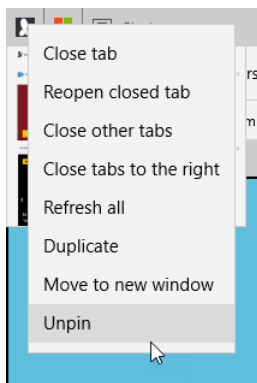 Close tab
Reopen closed tab
Close other tabs
Close tabs to the right
Refresh all
Duplicate
Move to new window
Unpin